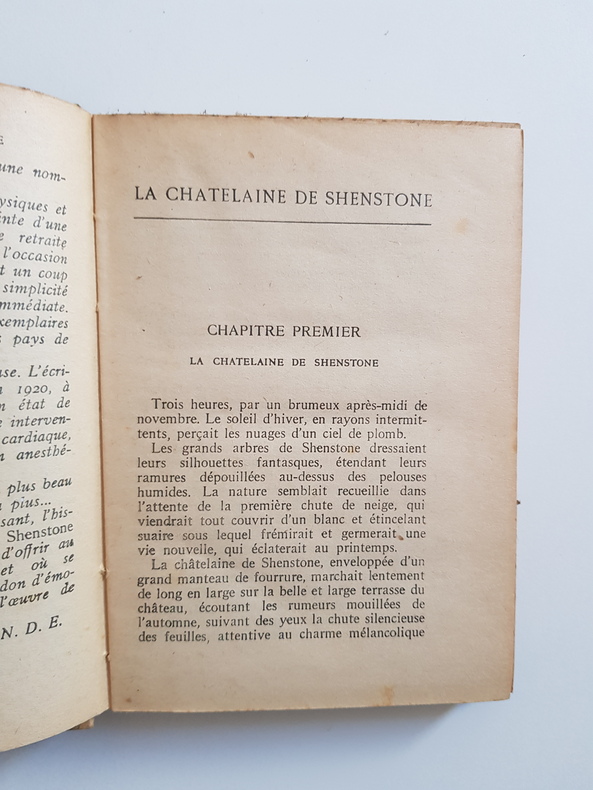 E
une nom-
ysiques et
inte d'une
e retraite
l'occasion
t un coup
simplicité
mmédiate.
xemplaires
s pays de
se. L'écri-
n 1920, à
n état de
e interven-
cardiaque,
n anesthé-
plus beau
n pius...
sant, l'his-
Shenstone
d'offrir au
et où se
don d'émo-
l'œuvre de
N. D. E.
LA CHATELAINE DE SHENSTONE
CHAPITRE PREMIER
LA CHATELAINE DE SHENSTONE
Trois heures, par un brumeux après-midi de
novembre. Le soleil d'hiver, en rayons intermit-
tents, perçait les nuages d'un ciel de plomb.
Les grands arbres de Shenstone dressaient
leurs silhouettes fantasques, étendant leurs
ramures dépouillées au-dessus des pelouses
humides. La nature semblait recueillie dans
l'attente de la première chute de neige, qui
viendrait tout couvrir d'un blanc et étincelant
suaire sous lequel frémirait et germerait une
vie nouvelle, qui éclaterait au printemps.
La châtelaine de Shenstone, enveloppée d'un
grand manteau de fourrure, marchait lentement
de long en large sur la belle et large terrasse du
château, écoutant les rumeurs mouillées de
l'automne, suivant des yeux la chute silencieuse
des feuilles, attentive au charme mélancolique